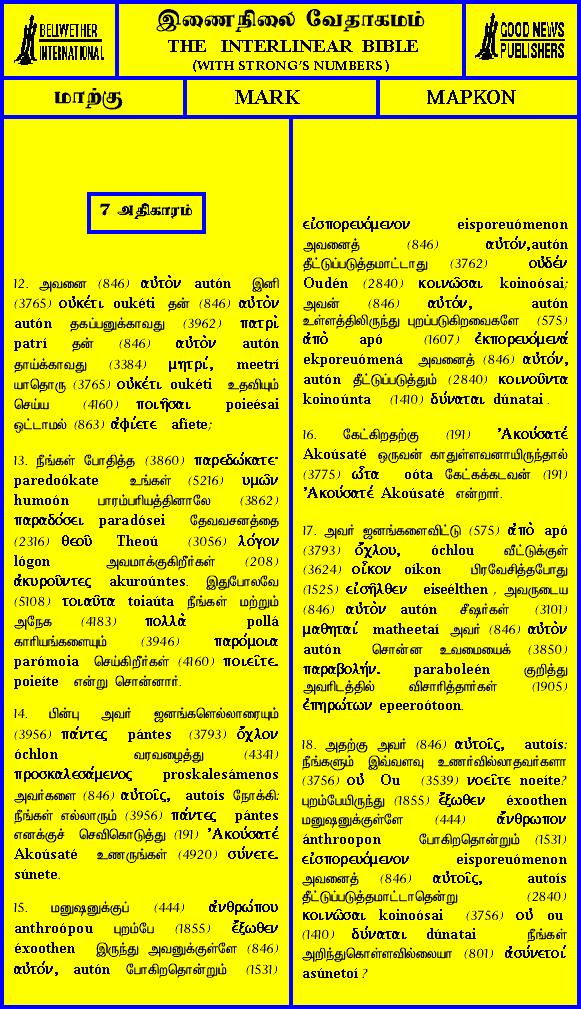 BELLWETHER
INTERNATIONAL
இணைநிலை வேதாகமம்
THE INTERLINEAR BIBLE
(WITH STRONG'S NUMBERS)
GOOD NEWS
PUBLISHERS
மாற்கு
MARK
ΜΑΡΚΟΝ
7 அதிகாரம்
12. அவனை (846) αὐτὸν autón இனி
(3765) οὐκέτι oukéti தன் (846) αὐτὸν
autón தகப்பனுக்காவது (3962) πατρὶ
patrí தன் (846) αὐτὸν autón
தாய்க்காவது (3384) μητρί, meetrí
யாதொரு (3765) οὐκέτι oukéti உதவியும்
செய்ய (4160) ποιῆσαι poieésai
ஒட்டாமல் (863) ἀφίετε afíete;
13. நீங்கள் போதித்த (3860) παρεδώκατε·
paredoókate உங்கள் (5216) υμῶν
humoón பாரம்பரியத்தினாலே (3862)
παραδόσει paradósei தேவவசனத்தை
(2316) θεοῦ Theoú (3056) λόγον
lógon அவமாக்குகிறீர்கள் (208)
ἀκυροῦντες akuroúntes. இதுபோலவே
(5108) τοιαῦτα toiaúta நீங்கள் மற்றும்
அநேக (4183) πολλὰ pollá
காரியங்களையும் (3946) παρόμοια
parómoia செய்கிறீர்கள் (4160) ποιεῖτε.
poieíte என்று சொன்னார்.
14. பின்பு அவர் ஜனங்களெல்லாரையும்
(3956) πάντες pántes (3793) ὄχλον
óchlon வரவழைத்து (4341)
προσκαλεσάμενος proskalesámenos
அவர்களை (846) αὐτοῖς, autoís நோக்கி:
நீங்கள் எல்லாரும் (3956) πάντες pántes
எனக்குச் செவிகொடுத்து (191) Ἀκούσατέ
Akoúsaté உணருங்கள் (4920) σύνετε.
súnete.
15. மனுஷனுக்குப் (444) ἀνθρώπου
anthroópou புறம்பே (1855) ἔξωθεν
éxoothen இருந்து அவனுக்குள்ளே (846)
αὐτόν, autón போகிறதொன்றும் (1531)
εἰσπορευόμενον eisporeuómenon
அவனைத் (846) αὐτόν,autón
தீட்டுப்படுத்தமாட்டாது (3762) οὐδέν
Oudén (2840) κοινῶσαι koinoósai;
அவன் (846) αὐτόν, autón
உள்ளத்திலிருந்து புறப்படுகிறவைகளே (575)
ἀπὸ apó (1607) ἐκπορευόμενά
ekporeuómená அவனைத் (846) αὐτόν,
autón தீட்டுப்படுத்தும் (2840) κοινοῦντα
koinoúnta (1410) δύναται dúnatai .
16. கேட்கிறதற்கு (191) Ἀκούσατέ
Akoúsaté ஒருவன் காதுள்ளவனாயிருந்தால்
(3775) ὦτα oóta கேட்கக்கடவன் (191)
Ἀκούσατέ Akoúsaté என்றார்.
17. அவர் ஜனங்களைவிட்டு (575) ἀπὸ apó
(3793) ὄχλου, óchlou வீட்டுக்குள்
(3624) οἶκον oíkon பிரவேசித்தபோது
(1525) εἰσῆλθεν eiseélthen , அவருடைய
(846) αὐτὸν autón சீஷர்கள் (3101)
μαθηταί matheetaí அவர் (846) αὐτὸν
autón சொன்ன உவமையைக் (3850)
παραβολήν. paraboleén குறித்து
அவரிடத்தில் விசாரித்தார்கள் (1905)
ἐπηρώτων epeeroótoon.
18. அதற்கு அவர் (846) αὐτοῖς, autoís:
நீங்களும் இவ்வளவு உணர்வில்லாதவர்களா
(3756) οὐ Ou (3539) νοεῖτε noeíte?
புறம்பேயிருந்து (1855) ἔξωθεν éxoothen
மனுஷனுக்குள்ளே (444) ἄνθρωπον
ánthroopon போகிறதொன்றும் (1531)
εἰσπορευόμενον eisporeuómenon
அவனைத் (846) αὐτοῖς, autoís
தீட்டுப்படுத்தமாட்டாதென்று (2840)
κοινῶσαι koinoósai (3756) οὐ ou
(1410) δύναται dúnatai நீங்கள்
அறிந்துகொள்ளவில்லையா (801) ἀσύνετοί
asúnetoí ?